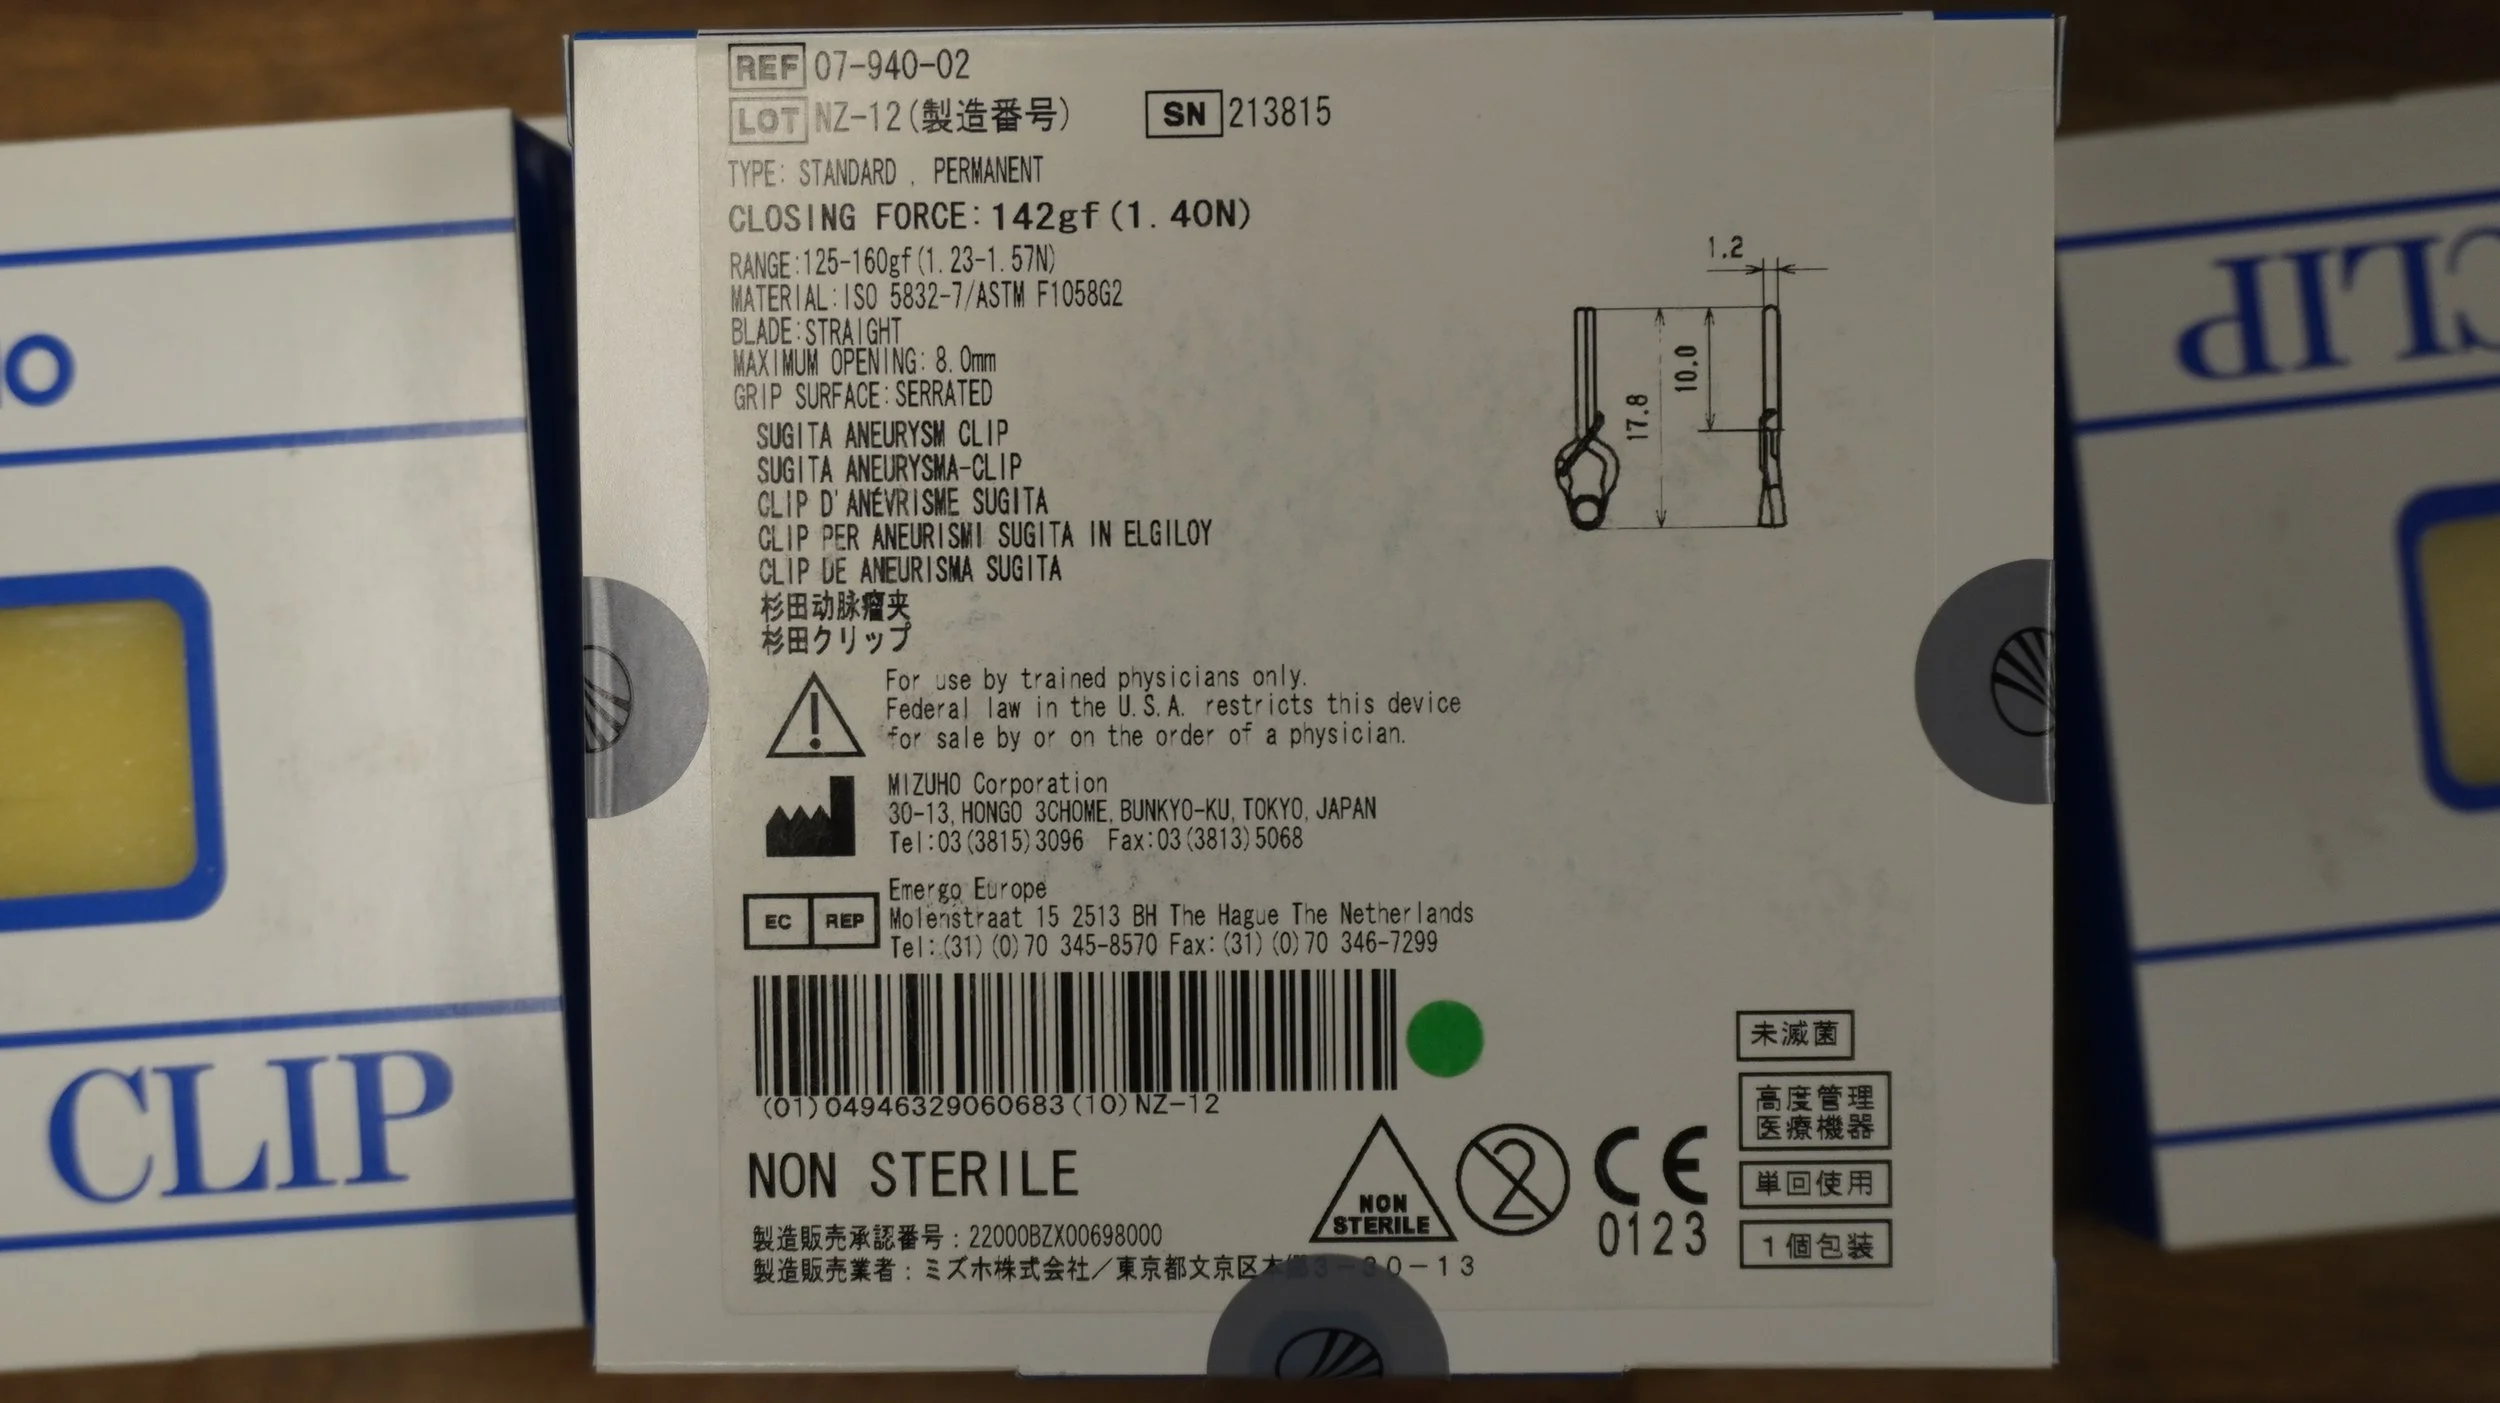 REF 07-940-02
LOT NZ-12(製造番号) SN 213815
TYPE: STANDARD , PERMANENT
CLOSING FORCE: 142gf(1.40N)
RANGE:125-160gf(1.23-1.57N)
MATERIAL:ISO 5832-7/ASTM F1058G2
BLADE:STRAIGHT
MAXIMUM OPENING: 8.0mm
GRIP SURFACE:SERRATED
1.2
10.0
17.8
SUGITA ANEURYSM CLIP
SUGITA ANEURYSMA-CLIP
CLIP D'ANÉVRISME SUGITA
CLIP PER ANEURISMI SUGITA IN ELGILOY
CLIP DE ANEURISMA SUGITA
杉田动脉瘤夹
杉田クリップ
For use by trained physicians only.
Federal law in the U.S.A. restricts this device
for sale by or on the order of a physician.
MIZUHO Corporation
30-13,HONGO 3CHOME,BUNKYO-KU,TOKYO,JAPAN
Tel:03(3815)3096 Fax:03(3813)5068
EC REP
Emergo Europe
Molenstraat 15 2513 BH The Hague The Netherlands
Tel:(31)(0)70 345-8570 Fax:(31)(0)70 346-7299
(01)04946329060683(10)NZ-12
NON STERILE
NON
STERILE
2
CE
0123
未滅菌
高度管理
医療機器
単回使用
1個包装
製造販売承認番号:22000BZX00698000
製造販売業者:ミズホ株式会社/東京都文京区本郷3-30-13
CLIP
CLIP